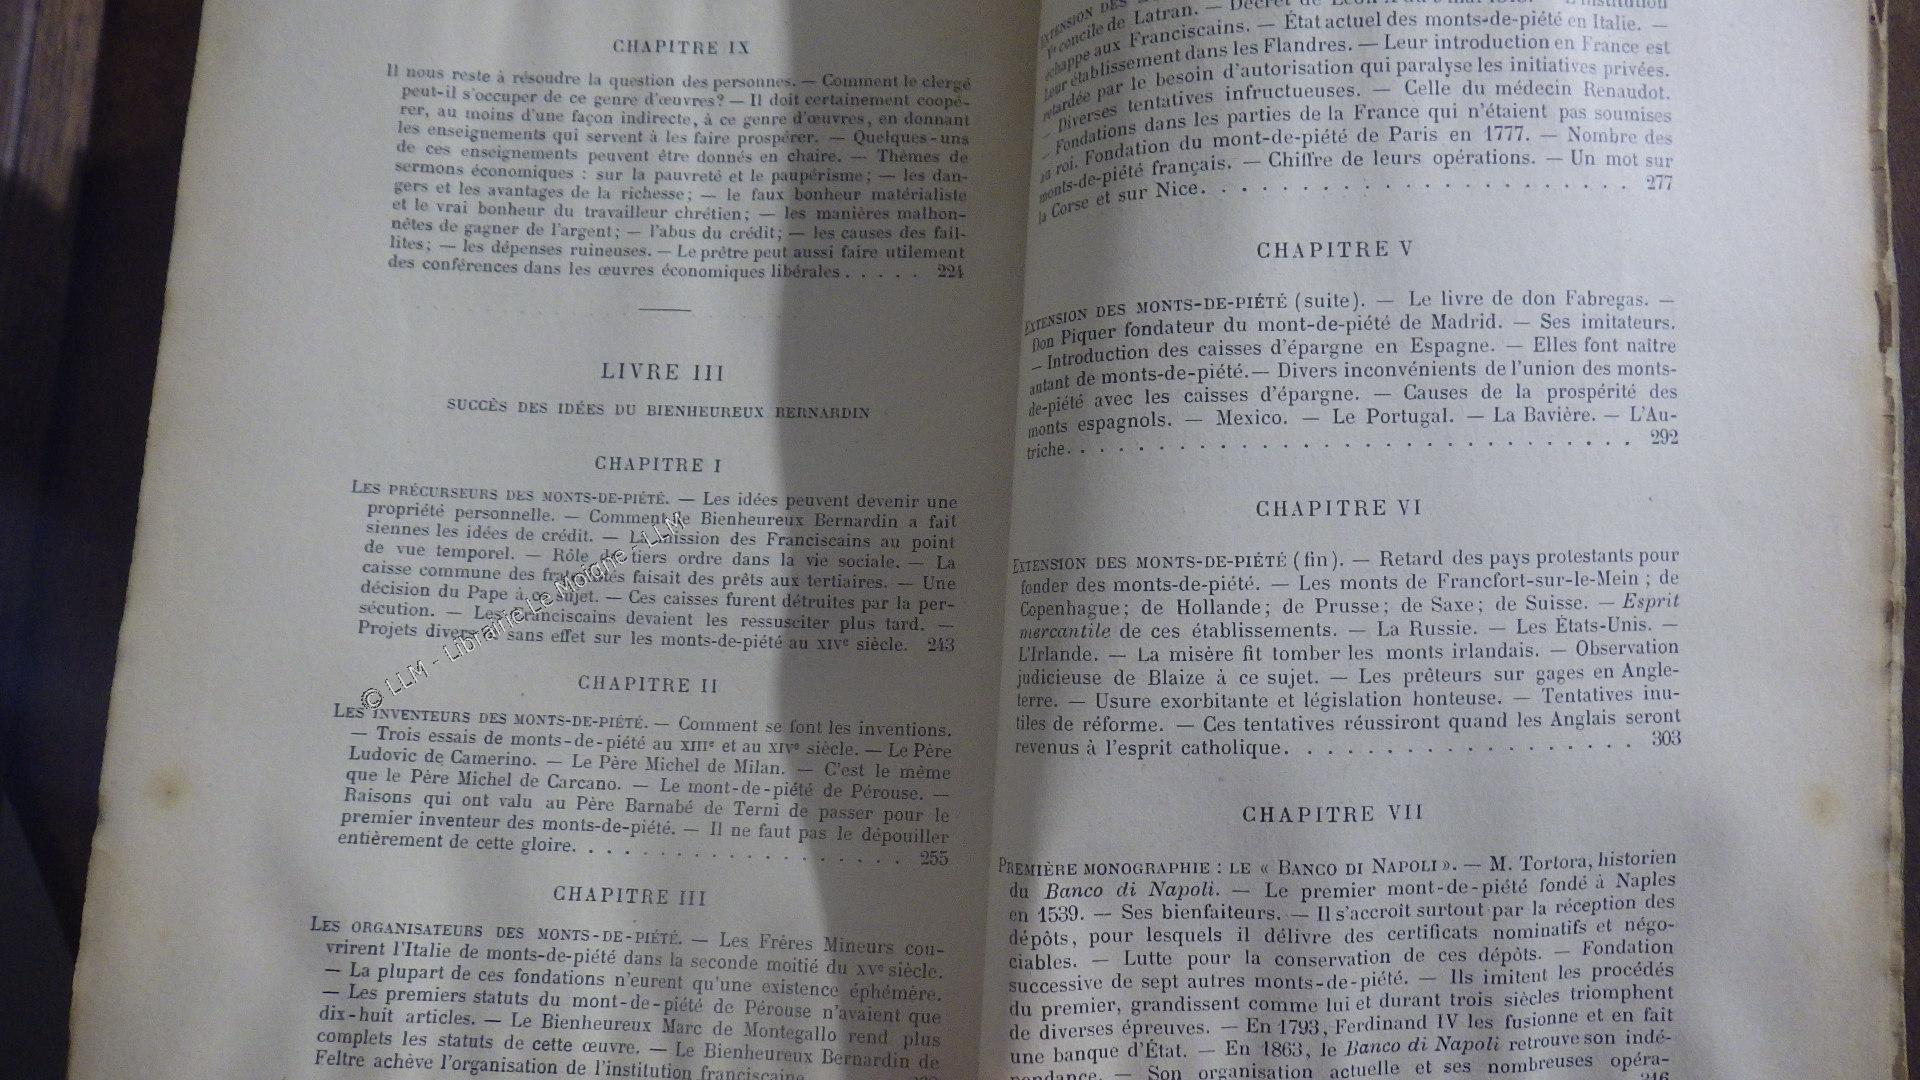 CHAPITRE IX
Il nous reste à résoudre la question des personnes. — Comment le clergé
peut-il s'occuper de ce genre d'œuvres? — Il doit certainement coopé-
rer, au moins d'une façon indirecte, à ce genre d'œuvres, en donnant
les enseignements qui servent à les faire prospérer. — Quelques-uns
de ces enseignements peuvent être donnés en chaire. — Thèmes de
sermons économiques : sur la pauvreté et le paupérisme; — les dan-
gers et les avantages de la richesse; — le faux bonheur matérialiste
et le vrai bonheur du travailleur chrétien; — les manières malhon-
nêtes de gagner de l'argent; — l'abus du crédit; — les causes des fail-
lites; — les dépenses ruineuses. — Le prêtre peut aussi faire utilement
des conférences dans les œuvres économiques libérales . . . . . 224
LIVRE III
SUCCÈS DES IDÉES DU BIENHEUREUX BERNARDIN
CHAPITRE I
LES PRÉCURSEURS DES MONTS-DE-PIÉTÉ. — Les idées peuvent devenir une
propriété personnelle. — Comment le Bienheureux Bernardin a fait
siennes les idées de crédit. — La mission des Franciscains au point
de vue temporel. — Rôle du tiers ordre dans la vie sociale. — La
caisse commune des fraternités faisait des prêts aux tertiaires. — Une
décision du Pape à ce sujet. — Ces caisses furent détruites par la per-
sécution. — Les Franciscains devaient les ressusciter plus tard. —
Projets divers et sans effet sur les monts-de-piété au XIVe siècle. 243
CHAPITRE II
LES INVENTEURS DES MONTS-DE-PIÉTÉ. — Comment se font les inventions.
— Trois essais de monts-de-piété au XIIIe et au XIVe siècle. — Le Père
Ludovic de Camerino. — Le Père Michel de Milan. — C'est le même
que le Père Michel de Carcano. — Le mont-de-piété de Pérouse. —
Raisons qui ont valu au Père Barnabé de Terni de passer pour le
premier inventeur des monts-de-piété. — Il ne faut pas le dépouiller
entièrement de cette gloire. . . . . . . . . . . . . . . . . . 255
CHAPITRE III
LES ORGANISATEURS DES MONTS-DE-PIÉTÉ. — Les Frères Mineurs cou-
vrirent l'Italie de monts-de-piété dans la seconde moitié du XVe siècle.
— La plupart de ces fondations n'eurent qu'une existence éphémère.
— Les premiers statuts du mont-de-piété de Pérouse n'avaient que
dix-huit articles. — Le Bienheureux Marc de Montegallo rend plus
complets les statuts de cette œuvre. — Le Bienheureux Bernardin de
Feltre achève l'organisation de l'institution franciscaine
© LLM - Librairie Le Moigne - LLM
EXTENSION DES
Ve concile de Latran. — Décret de Léon X du L'institution
échappe aux Franciscains. — État actuel des monts-de-piété en Italie. —
Leur établissement dans les Flandres. — Leur introduction en France est
retardée par le besoin d'autorisation qui paralyse les initiatives privées.
— Diverses tentatives infructueuses. — Celle du médecin Renaudot.
— Fondations dans les parties de la France qui n'étaient pas soumises
au roi. Fondation du mont-de-piété de Paris en 1777. — Nombre des
monts-de-piété français. — Chiffre de leurs opérations. — Un mot sur
la Corse et sur Nice. . . . . . . . . . . . . . . . . . . . . . 277
CHAPITRE V
EXTENSION DES MONTS-DE-PIÉTÉ (suite). — Le livre de don Fabregas. —
Don Piquer fondateur du mont-de-piété de Madrid. — Ses imitateurs.
— Introduction des caisses d'épargne en Espagne. — Elles font naître
autant de monts-de-piété. — Divers inconvénients de l'union des monts-
de-piété avec les caisses d'épargne. — Causes de la prospérité des
monts espagnols. — Mexico. — Le Portugal. — La Bavière. — L'Au-
triche. . . . . . . . . . . . . . . . . . . . . . . . . . . . 292
CHAPITRE VI
EXTENSION DES MONTS-DE-PIÉTÉ (fin). — Retard des pays protestants pour
fonder des monts-de-piété. — Les monts de Francfort-sur-le-Mein ; de
Copenhague; de Hollande; de Prusse; de Saxe; de Suisse. — Esprit
mercantile de ces établissements. — La Russie. — Les États-Unis. —
L'Irlande. — La misère fit tomber les monts irlandais. — Observation
judicieuse de Blaize à ce sujet. — Les prêteurs sur gages en Angle-
terre. — Usure exorbitante et législation honteuse. — Tentatives inu-
tiles de réforme. — Ces tentatives réussiront quand les Anglais seront
revenus à l'esprit catholique. . . . . . . . . . . . . . . . . . 303
CHAPITRE VII
PREMIÈRE MONOGRAPHIE : LE « BANCO DI NAPOLI ». — M. Tortora, historien
du Banco di Napoli. — Le premier mont-de-piété fondé à Naples
en 1539. — Ses bienfaiteurs. — Il s'accroît surtout par la réception des
dépôts, pour lesquels il délivre des certificats nominatifs et négo-
ciables. — Lutte pour la conservation de ces dépôts. — Fondation
successive de sept autres monts-de-piété. — Ils imitent les procédés
du premier, grandissent comme lui et durant trois siècles triomphent
de diverses épreuves. — En 1793, Ferdinand IV les fusionne et en fait
une banque d'État. — En 1863, le Banco di Napoli retrouve son indé-
pendance. — Son organisation actuelle et ses nombreuses opéra-